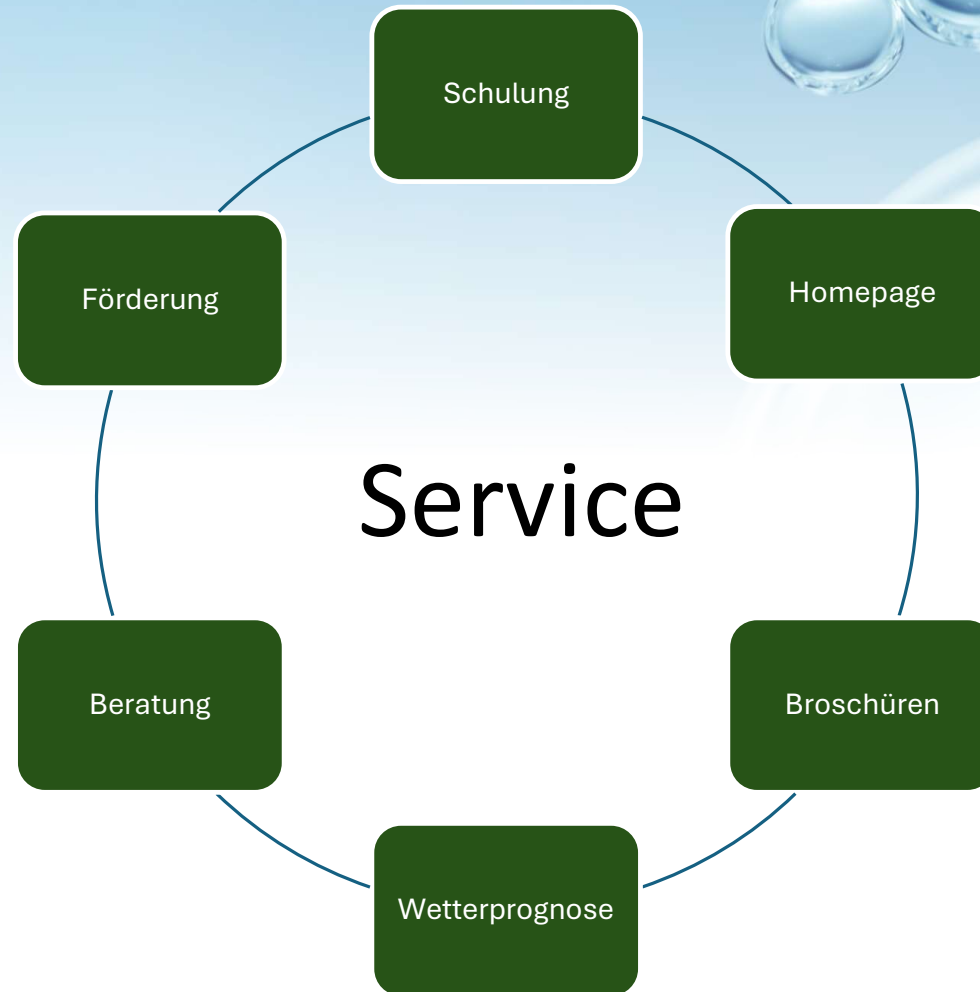 Schulung
Förderung
Homepage
Service
Beratung
Broschüren
Wetterprognose